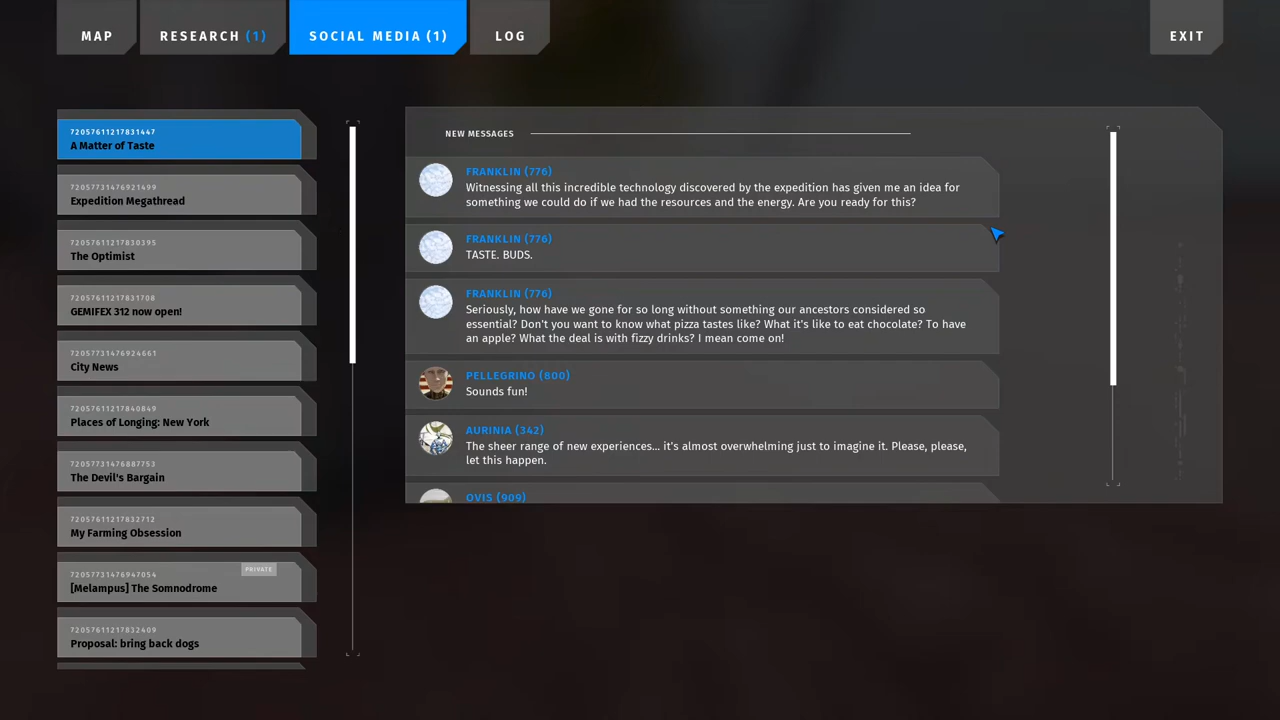 MAP
RESEARCH (1)
SOCIAL MEDIA (1)
LOG
EXIT
72057611217831447
A Matter of Taste
72057731476921499
Expedition Megathread
72057611217830395
The Optimist
72057611217831708
GEMIFEX 312 now open!
72057731476924661
City News
72057611217840849
Places of Longing: New York
72057731476887753
The Devil's Bargain
72057611217832712
My Farming Obsession
72057731476947054
PRIVATE
[Melampus] The Somnodrome
72057611217832409
Proposal: bring back dogs
NEW MESSAGES
FRANKLIN (776)
Witnessing all this incredible technology discovered by the expedition has given me an idea for
something we could do if we had the resources and the energy. Are you ready for this?
FRANKLIN (776)
TASTE. BUDS.
FRANKLIN (776)
Seriously, how have we gone for so long without something our ancestors considered so
essential? Don't you want to know what pizza tastes like? What it's like to eat chocolate? To have
an apple? What the deal is with fizzy drinks? I mean come on!
PELLEGRINO (800)
Sounds fun!
AURINIA (342)
The sheer range of new experiences... it's almost overwhelming just to imagine it. Please, please,
let this happen.
OVIS (909)